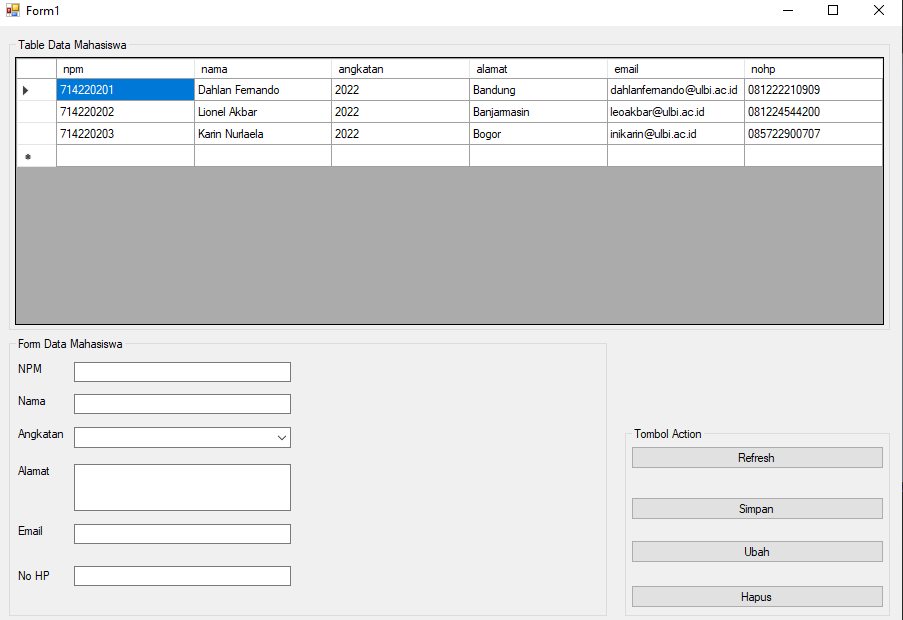 Form1
Table Data Mahasiswa
npm nama angkatan alamat email nohp
714220201 Dahlan Fernando 2022 Bandung dahlanfernando@ulbi.ac.id 081222210909
714220202 Lionel Akbar 2022 Banjarmasin leoakbar@ulbi.ac.id 081224544200
714220203 Karin Nurlaela 2022 Bogor inikarin@ulbi.ac.id 085722900707
Form Data Mahasiswa
NPM
Nama
Angkatan
Alamat
Email
No HP
Tombol Action
Refresh
Simpan
Ubah
Hapus